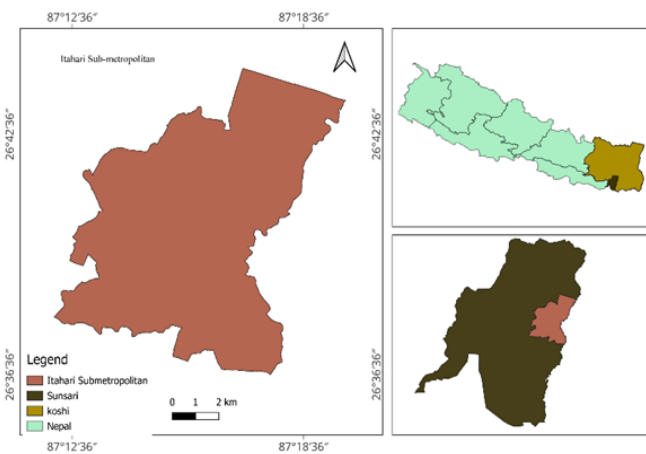 87°12'36" 87°18'36"
Itahari Sub-metropolitan
26°42'36" 26°42'36"
26°36'36" 26°36'36"
Legend
Itahari Submetropolitan
Sunsari
koshi
Nepal
0 1 2 km
87°12'36" 87°18'36"